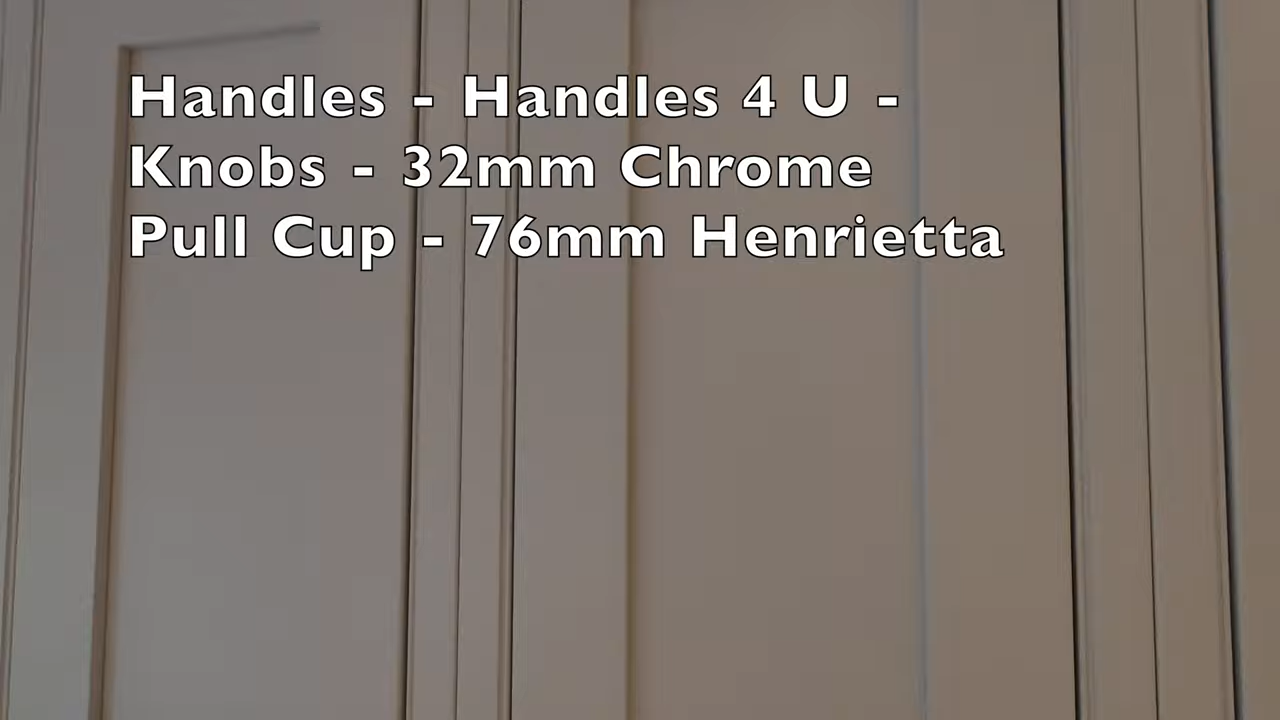 Handles - Handles 4 U -
Knobs - 32mm Chrome
Pull Cup - 76mm Henrietta